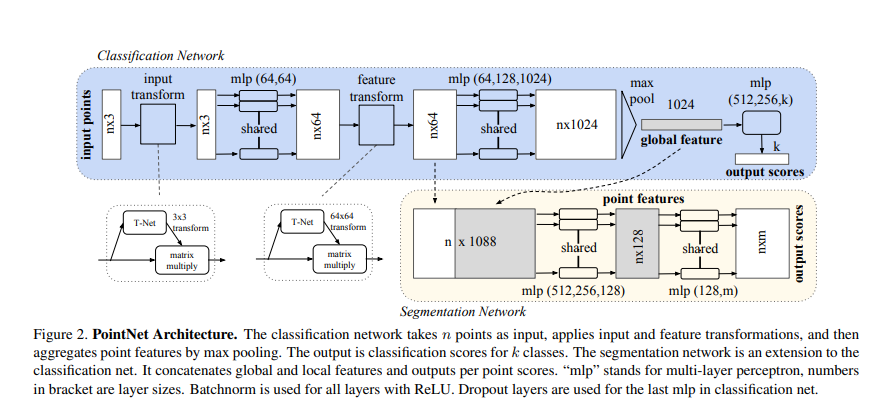 Classification Network
input points
nx3
input
transform
nx3
mlp (64,64)
shared
nx64
feature
transform
nx64
mlp (64,128,1024)
shared
nx1024
max
pool
1024
global feature
mlp
(512,256,k)
k
output scores
T-Net
3x3
transform
matrix
multiply
T-Net
64x64
transform
matrix
multiply
point features
n x 1088
shared
mlp (512,256,128)
nx128
shared
mlp (128,m)
nxm
output scores
Segmentation Network
Figure 2. PointNet Architecture. The classification network takes n points as input, applies input and feature transformations, and then
aggregates point features by max pooling. The output is classification scores for k classes. The segmentation network is an extension to the
classification net. It concatenates global and local features and outputs per point scores. “mlp” stands for multi-layer perceptron, numbers
in bracket are layer sizes. Batchnorm is used for all layers with ReLU. Dropout layers are used for the last mlp in classification net.